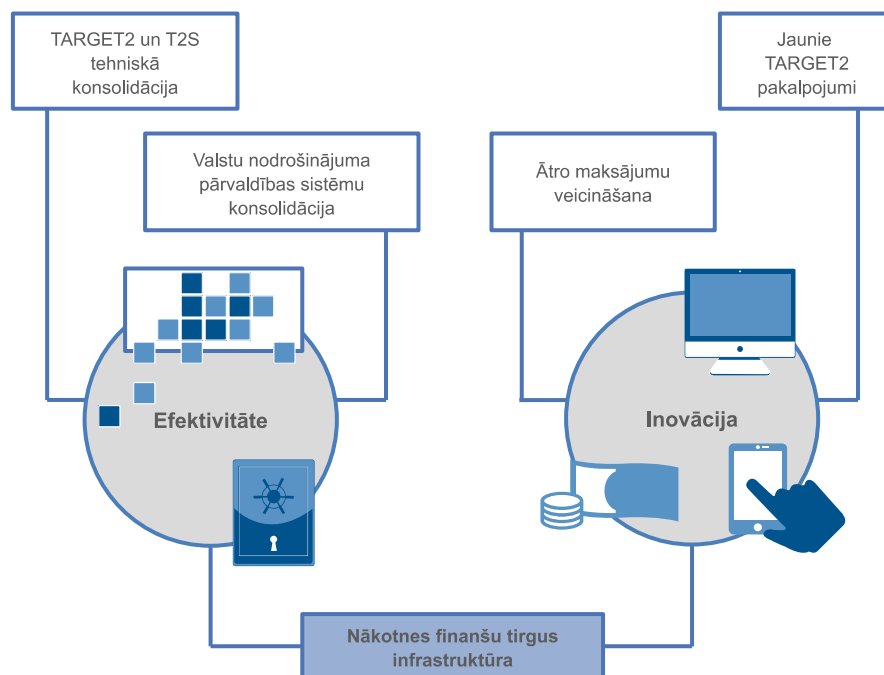 TARGET2 un T2S
tehniskā
konsolidācija
Jaunie
TARGET2
pakalpojumi
Valstu nodrošinājuma
pārvaldības sistēmu
konsolidācija
Ātro maksājumu
veicināšana
Efektivitāte
Inovācija
Nākotnes finanšu tirgus
infrastruktūra